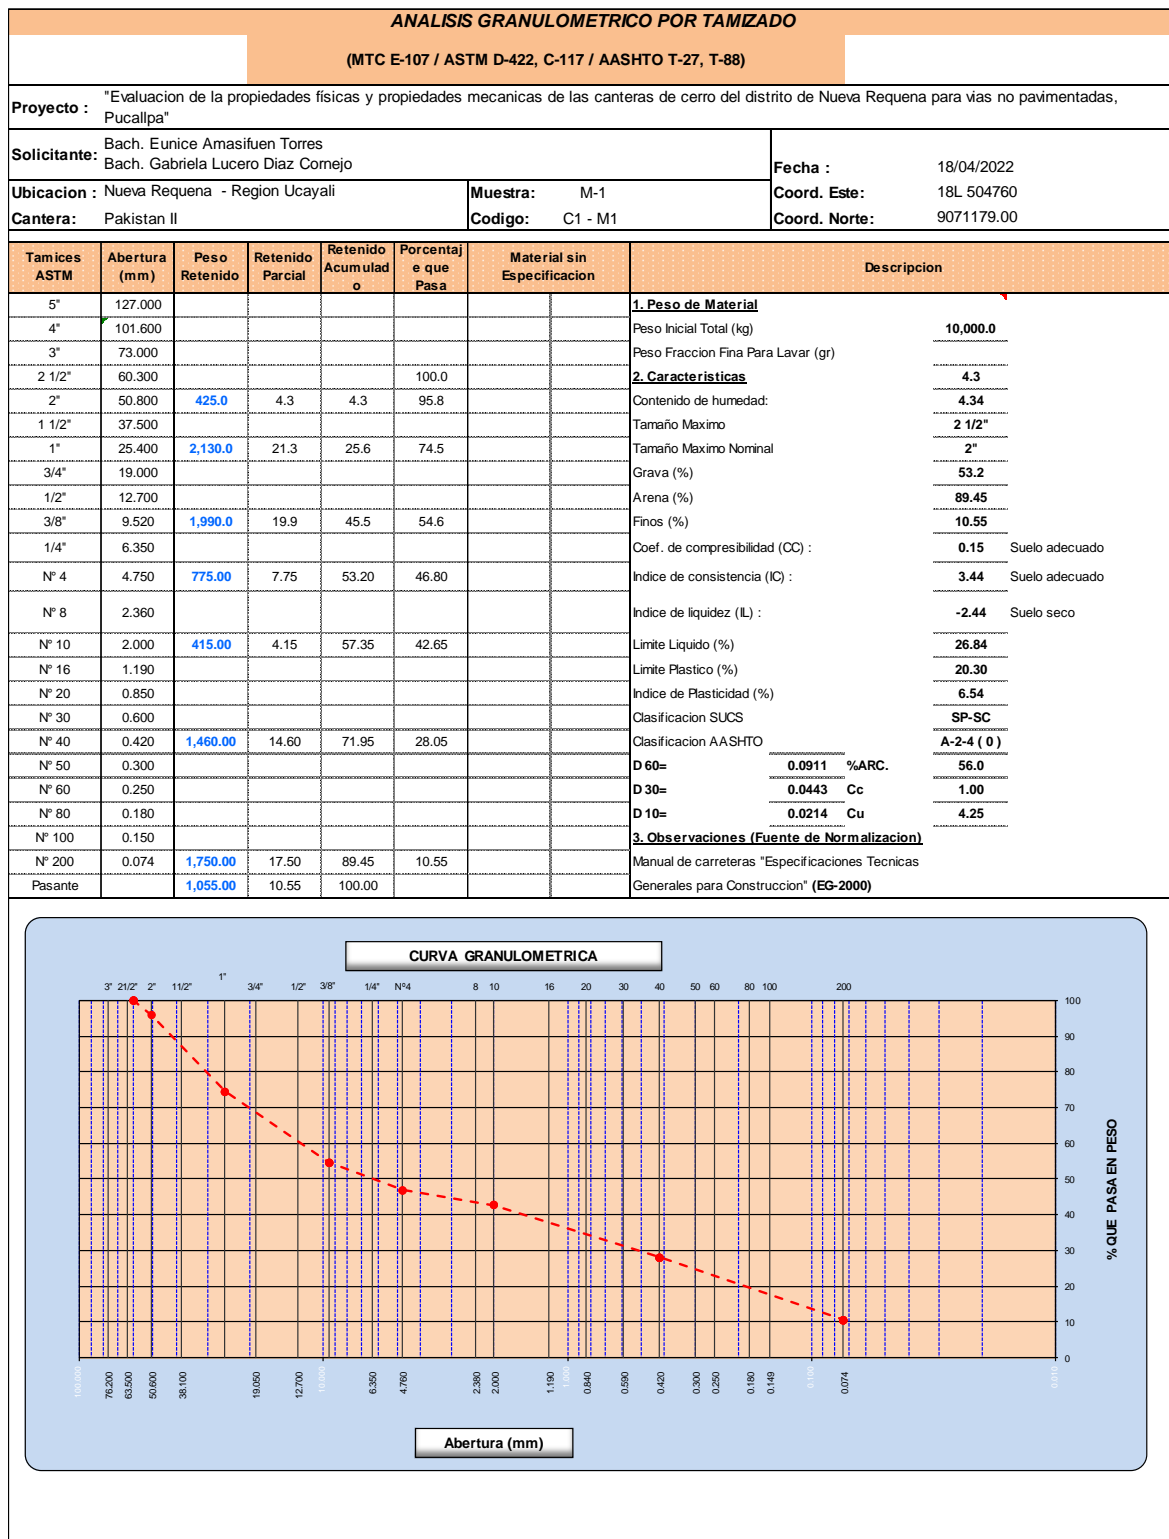 ANALISIS GRANULOMETRICO POR TAMIZADO
(MTC E-107 / ASTM D-422, C-117 / AASHTO T-27, T-88)
Proyecto : "Evaluacion de la propiedades físicas y propiedades mecanicas de las canteras de cerro del distrito de Nueva Requena para vias no pavimentadas,
Pucallpa"
Solicitante: Bach. Eunice Amasifuen Torres
Bach. Gabriela Lucero Diaz Cornejo
Fecha : 18/04/2022
Ubicacion : Nueva Requena - Region Ucayali Muestra: M-1 Coord. Este: 18L 504760
Cantera: Pakistan II Codigo: C1 - M1 Coord. Norte: 9071179.00
Tamices ASTM Abertura (mm) Peso Retenido Retenido Parcial Retenido Acumulado Porcentaje que Pasa Material sin Especificacion Descripcion
5" 127.000 1. Peso de Material
4" 101.600 Peso Inicial Total (kg) 10,000.0
3" 73.000 Peso Fraccion Fina Para Lavar (gr)
2 1/2" 60.300 100.0 2. Caracteristicas 4.3
2" 50.800 425.0 4.3 4.3 95.8 Contenido de humedad: 4.34
1 1/2" 37.500 Tamaño Maximo 2 1/2"
1" 25.400 2,130.0 21.3 25.6 74.5 Tamaño Maximo Nominal 2"
3/4" 19.000 Grava (%) 53.2
1/2" 12.700 Arena (%) 89.45
3/8" 9.520 1,990.0 19.9 45.5 54.6 Finos (%) 10.55
1/4" 6.350 Coef. de compresibilidad (CC) : 0.15 Suelo adecuado
Nº 4 4.750 775.00 7.75 53.20 46.80 Indice de consistencia (IC) : 3.44 Suelo adecuado
Nº 8 2.360 Indice de liquidez (IL) : -2.44 Suelo seco
Nº 10 2.000 415.00 4.15 57.35 42.65 Limite Liquido (%) 26.84
Nº 16 1.190 Limite Plastico (%) 20.30
Nº 20 0.850 Indice de Plasticidad (%) 6.54
Nº 30 0.600 Clasificacion SUCS SP-SC
Nº 40 0.420 1,460.00 14.60 71.95 28.05 Clasificacion AASHTO A-2-4 ( 0 )
Nº 50 0.300 D 60= 0.0911 %ARC. 56.0
Nº 60 0.250 D 30= 0.0443 Cc 1.00
Nº 80 0.180 D 10= 0.0214 Cu 4.25
Nº 100 0.150 3. Observaciones (Fuente de Normalizacion)
Nº 200 0.074 1,750.00 17.50 89.45 10.55 Manual de carreteras "Especificaciones Tecnicas
Pasante 1,055.00 10.55 100.00 Generales para Construccion" (EG-2000)
CURVA GRANULOMETRICA
3" 21/2" 2" 11/2" 1" 3/4" 1/2" 3/8" 1/4" Nº4 8 10 16 20 30 40 50 60 80 100 200
100
90
80
70
60
50
40
30
20
10
0
% QUE PASA EN PESO
100.000 76.200 63.500 50.600 38.100 19.050 12.700 10.000 6.350 4.760 2.380 2.000 1.190 1.000 0.840 0.590 0.420 0.300 0.250 0.180 0.149 0.100 0.074 0.010
Abertura (mm)